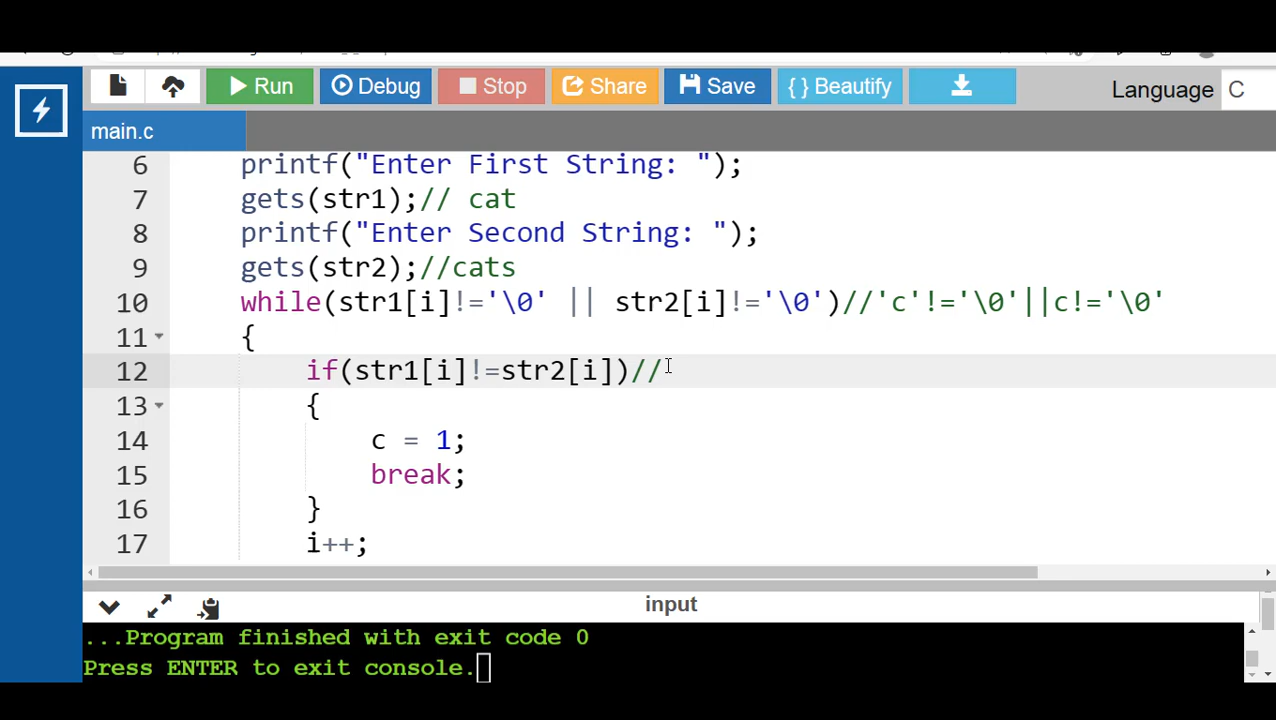 Run Debug Stop Share Save { } Beautify Language C
main.c
6 printf("Enter First String: ");
7 gets(str1);// cat
8 printf("Enter Second String: ");
9 gets(str2);//cats
10 while(str1[i]!='\0' || str2[i]!='\0')//'c'!='\0'||c!='\0'
11 {
12 if(str1[i]!=str2[i])//
13 {
14 c = 1;
15 break;
16 }
17 i++;
input
...Program finished with exit code 0
Press ENTER to exit console.